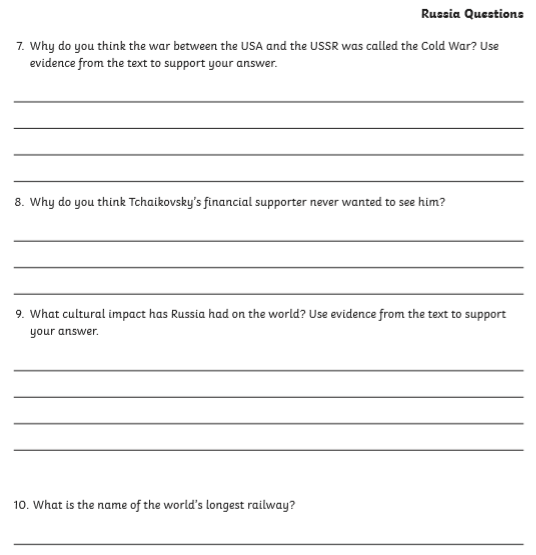 Russia Questions
7. Why do you think the war between the USA and the USSR was called the Cold War? Use
evidence from the text to support your answer.
8. Why do you think Tchaikovsky's financial supporter never wanted to see him?
9. What cultural impact has Russia had on the world? Use evidence from the text to support
your answer.
10. What is the name of the world's longest railway?